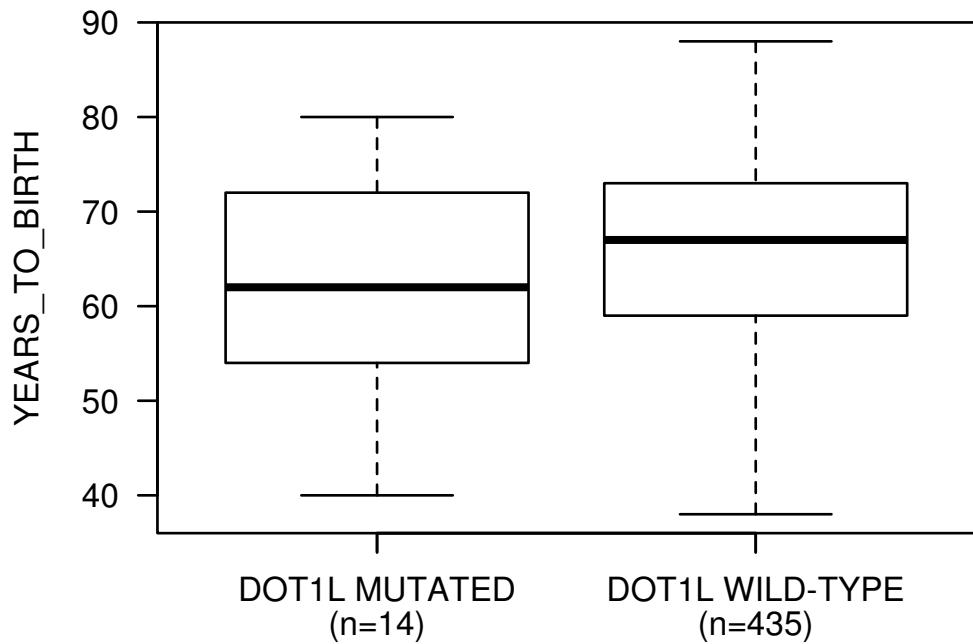 YEARS_TO_BIRTH
90
80
70
60
50
40
DOT1L MUTATED
(n=14)
DOT1L WILD-TYPE
(n=435)